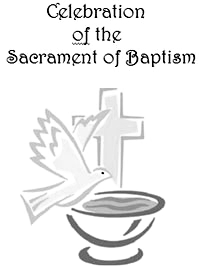 Celebration
of the
Sacrament of Baptism